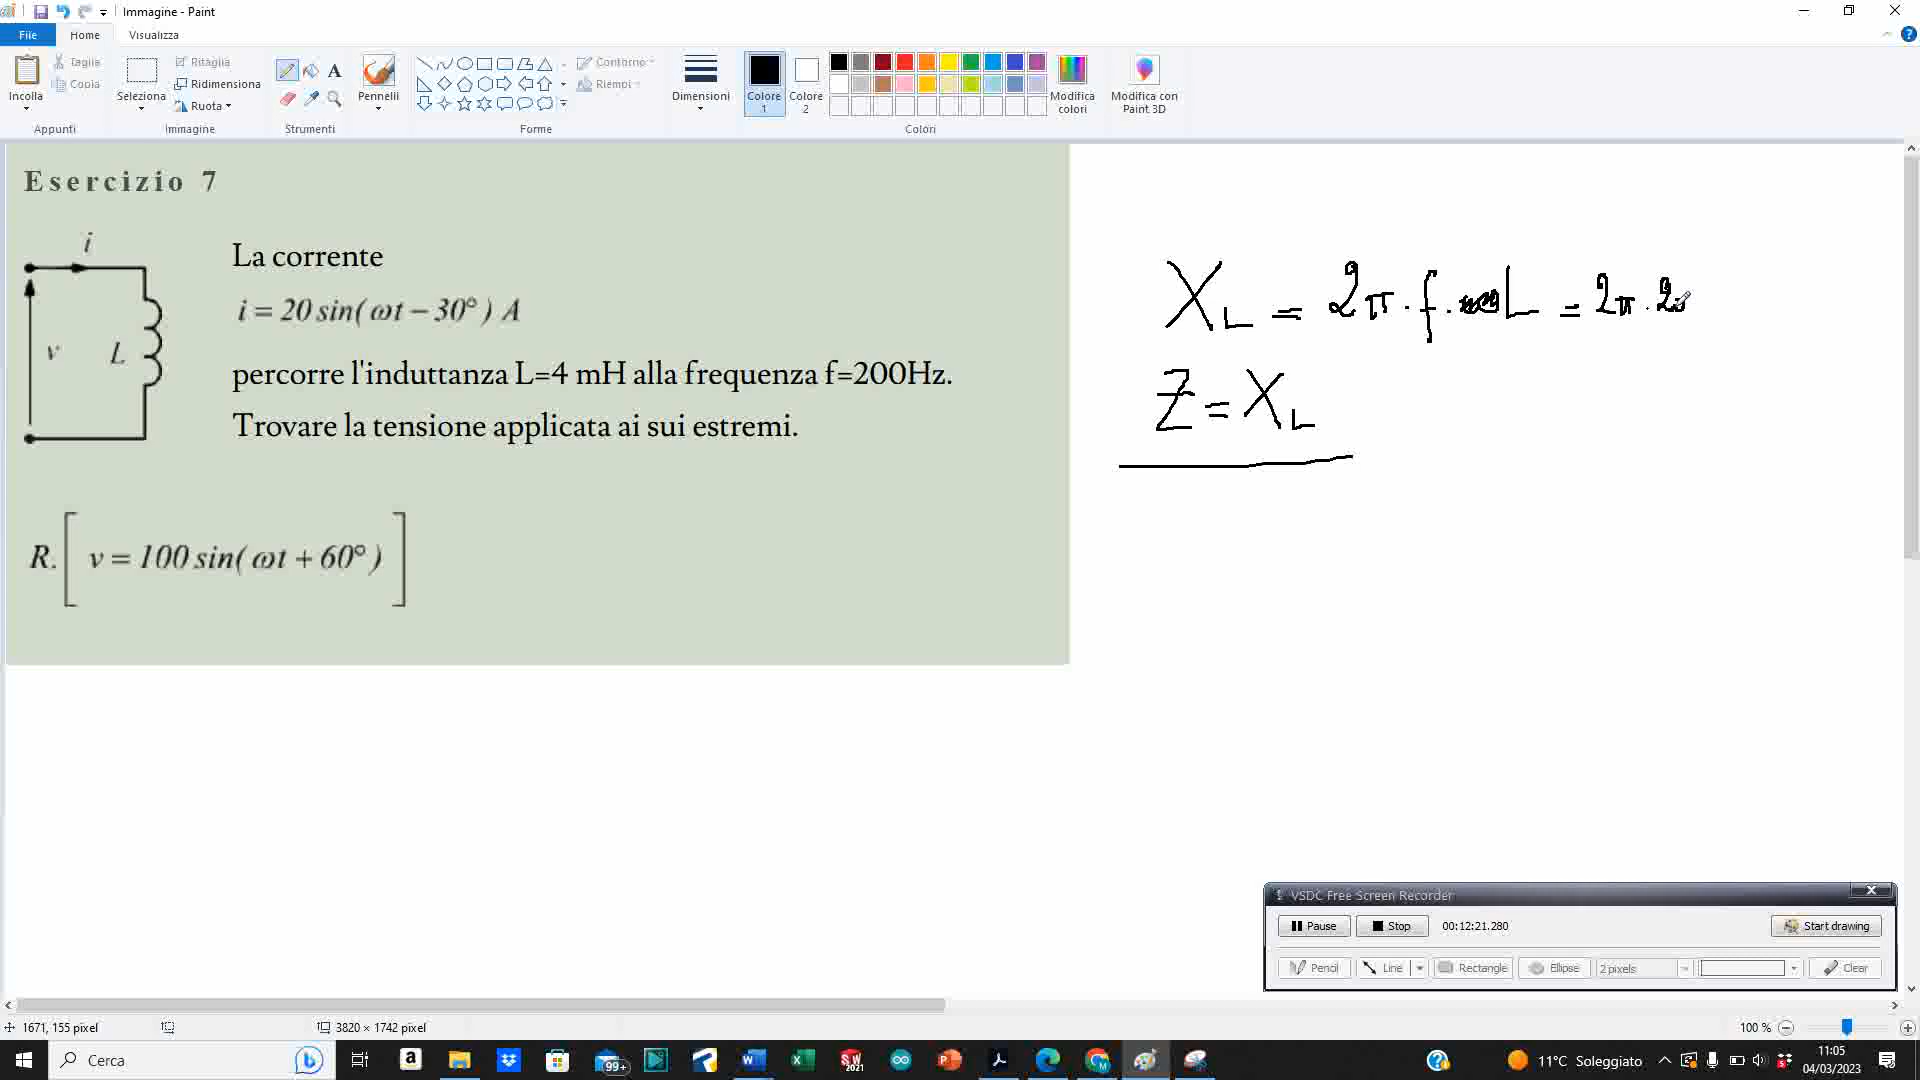 Immagine - Paint
File Home Visualizza
Incolla
Taglia
Copia
Appunti
Seleziona
Ritaglia
Ridimensiona
Ruota
Immagine
A
Strumenti
Pennelli
Forme
Contorno
Riempi
Dimensioni
Colore 1
Colore 2
Colori
Modifica colori
Modifica con Paint 3D
Esercizio 7
i
v
L
La corrente
i = 20 sin( ωt − 30° ) A
percorre l'induttanza L=4 mH alla frequenza f=200Hz.
Trovare la tensione applicata ai sui estremi.
R. [ v = 100 sin( ωt + 60° ) ]
X_L = 2π · f · L = 2π · 20
Z = X_L
VSDC Free Screen Recorder
Pause Stop 00:12:21.280 Start drawing
Pencil Line Rectangle Ellipse 2 pixels Clear
1671, 155 pixel 3820 × 1742 pixel 100 %
Cerca 99+ 2021 11°C Soleggiato 11:05
04/03/2023